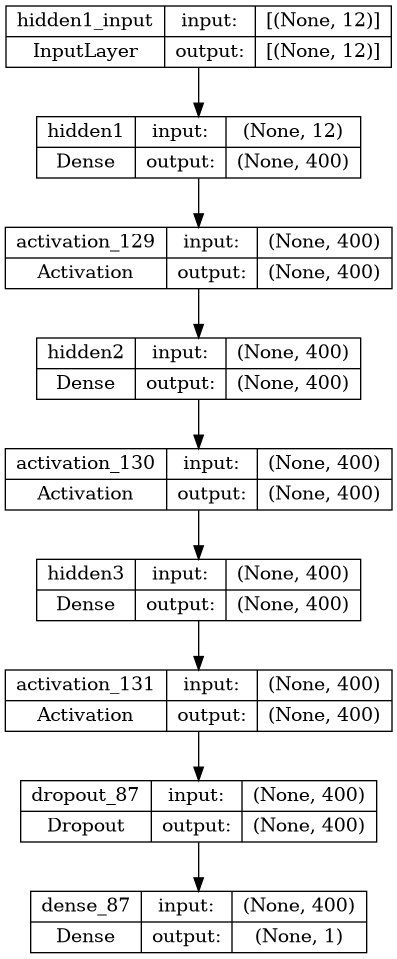 hidden1_input input: [(None, 12)]
InputLayer output: [(None, 12)]
hidden1 input: (None, 12)
Dense output: (None, 400)
activation_129 input: (None, 400)
Activation output: (None, 400)
hidden2 input: (None, 400)
Dense output: (None, 400)
activation_130 input: (None, 400)
Activation output: (None, 400)
hidden3 input: (None, 400)
Dense output: (None, 400)
activation_131 input: (None, 400)
Activation output: (None, 400)
dropout_87 input: (None, 400)
Dropout output: (None, 400)
dense_87 input: (None, 400)
Dense output: (None, 1)